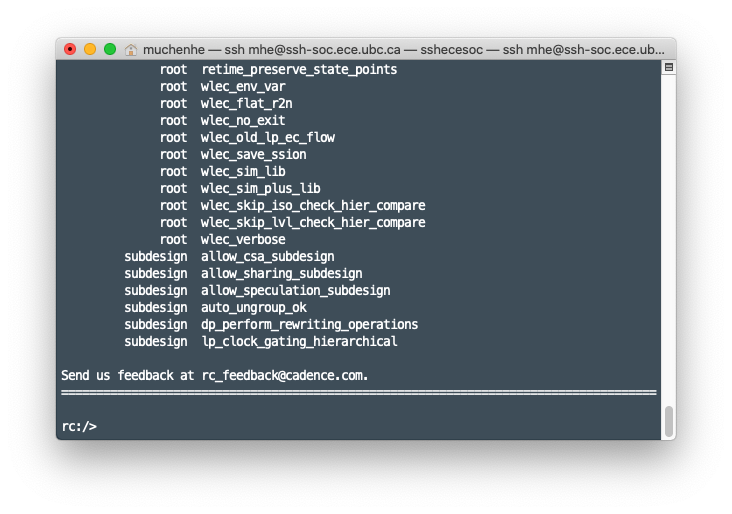 muchenhe — ssh mhe@ssh-soc.ece.ubc.ca — sshecesoc — ssh mhe@ssh-soc.ece.ub...
root retime_preserve_state_points
root wlec_env_var
root wlec_flat_r2n
root wlec_no_exit
root wlec_old_lp_ec_flow
root wlec_save_ssion
root wlec_sim_lib
root wlec_sim_plus_lib
root wlec_skip_iso_check_hier_compare
root wlec_skip_lvl_check_hier_compare
root wlec_verbose
subdesign allow_csa_subdesign
subdesign allow_sharing_subdesign
subdesign allow_speculation_subdesign
subdesign auto_ungroup_ok
subdesign dp_perform_rewriting_operations
subdesign lp_clock_gating_hierarchical
Send us feedback at rc_feedback@cadence.com.
====================================================================================
rc:/>